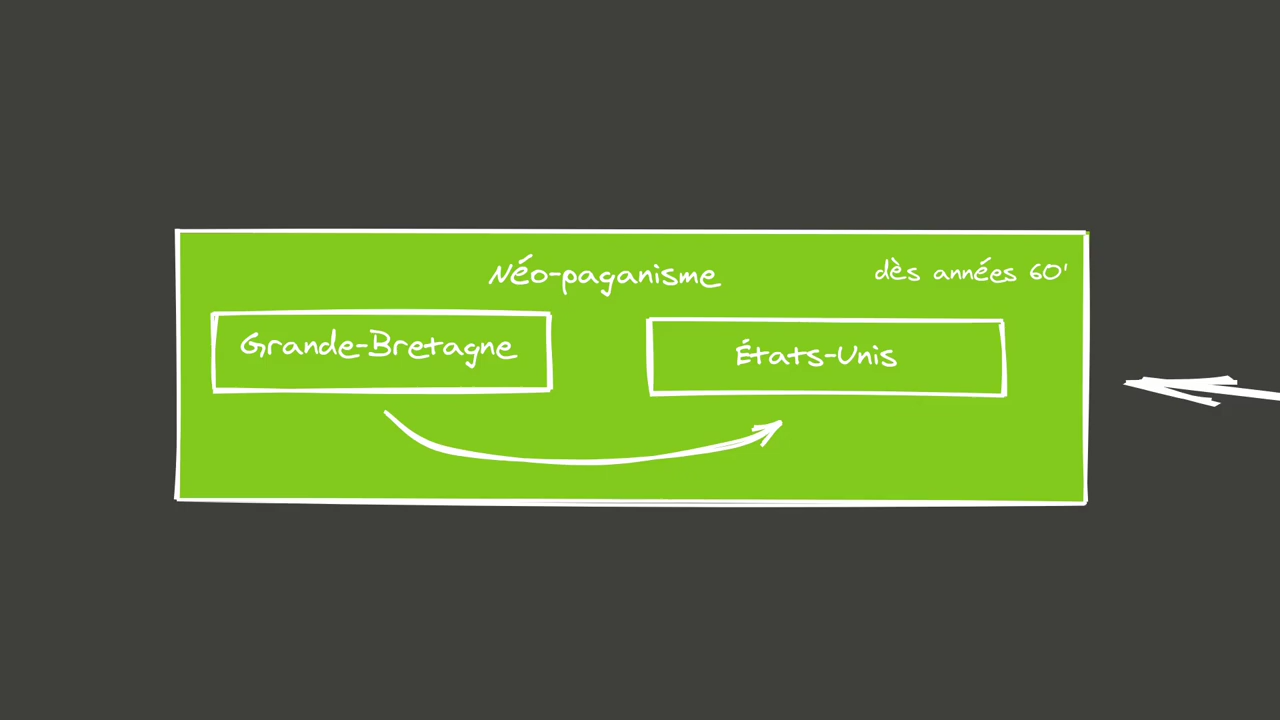 Néo-paganisme
dès années 60'
Grande-Bretagne
États-Unis